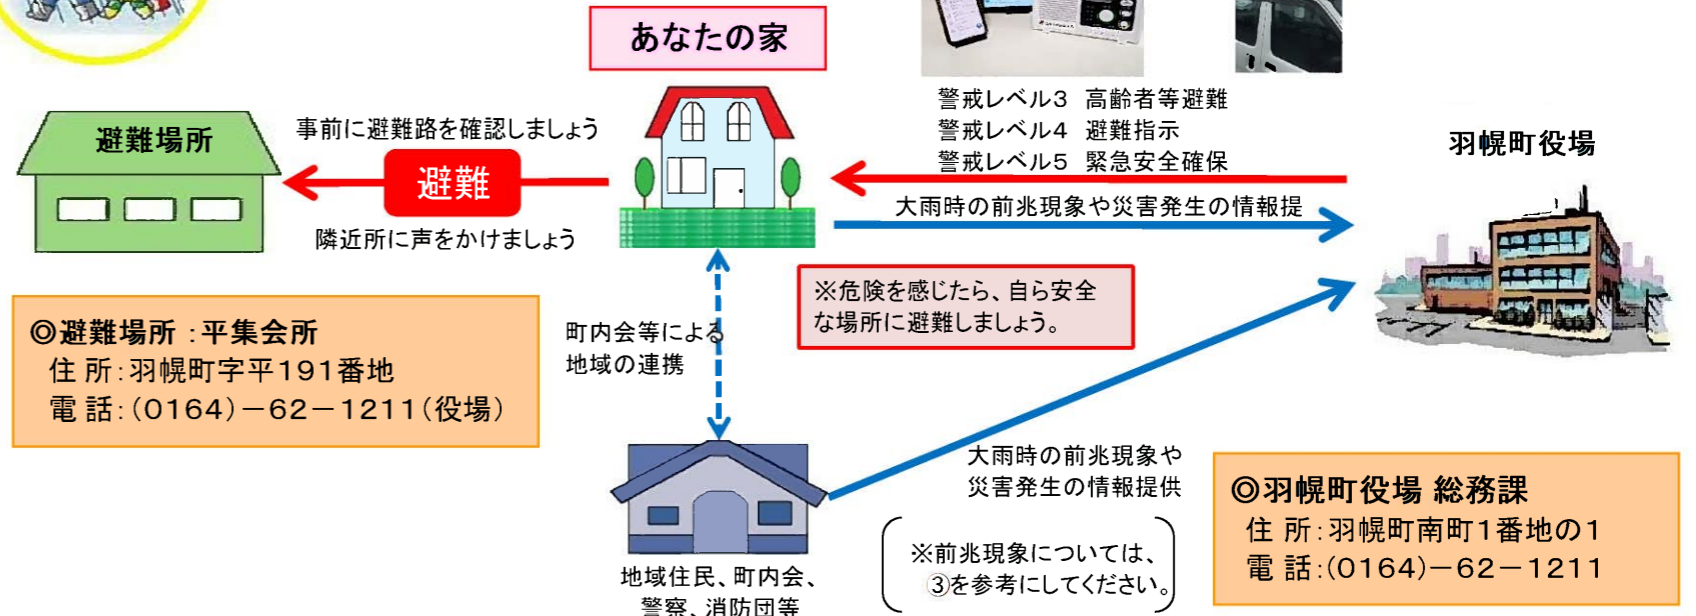 あなたの家
警戒レベル3 高齢者等避難
警戒レベル4 避難指示
警戒レベル5 緊急安全確保
羽幌町役場
避難場所
事前に避難路を確認しましょう
避難
隣近所に声をかけましょう
大雨時の前兆現象や災害発生の情報提
※危険を感じたら、自ら安全
な場所に避難しましょう。
◎避難場所：平集会所
住所：羽幌町字平191番地
電話：(0164)－62－1211(役場)
町内会等による
地域の連携
大雨時の前兆現象や
災害発生の情報提供
※前兆現象については、
③を参考にしてください。
地域住民、町内会、
警察、消防団等
◎羽幌町役場 総務課
住所：羽幌町南町1番地の1
電話：(0164)－62－1211